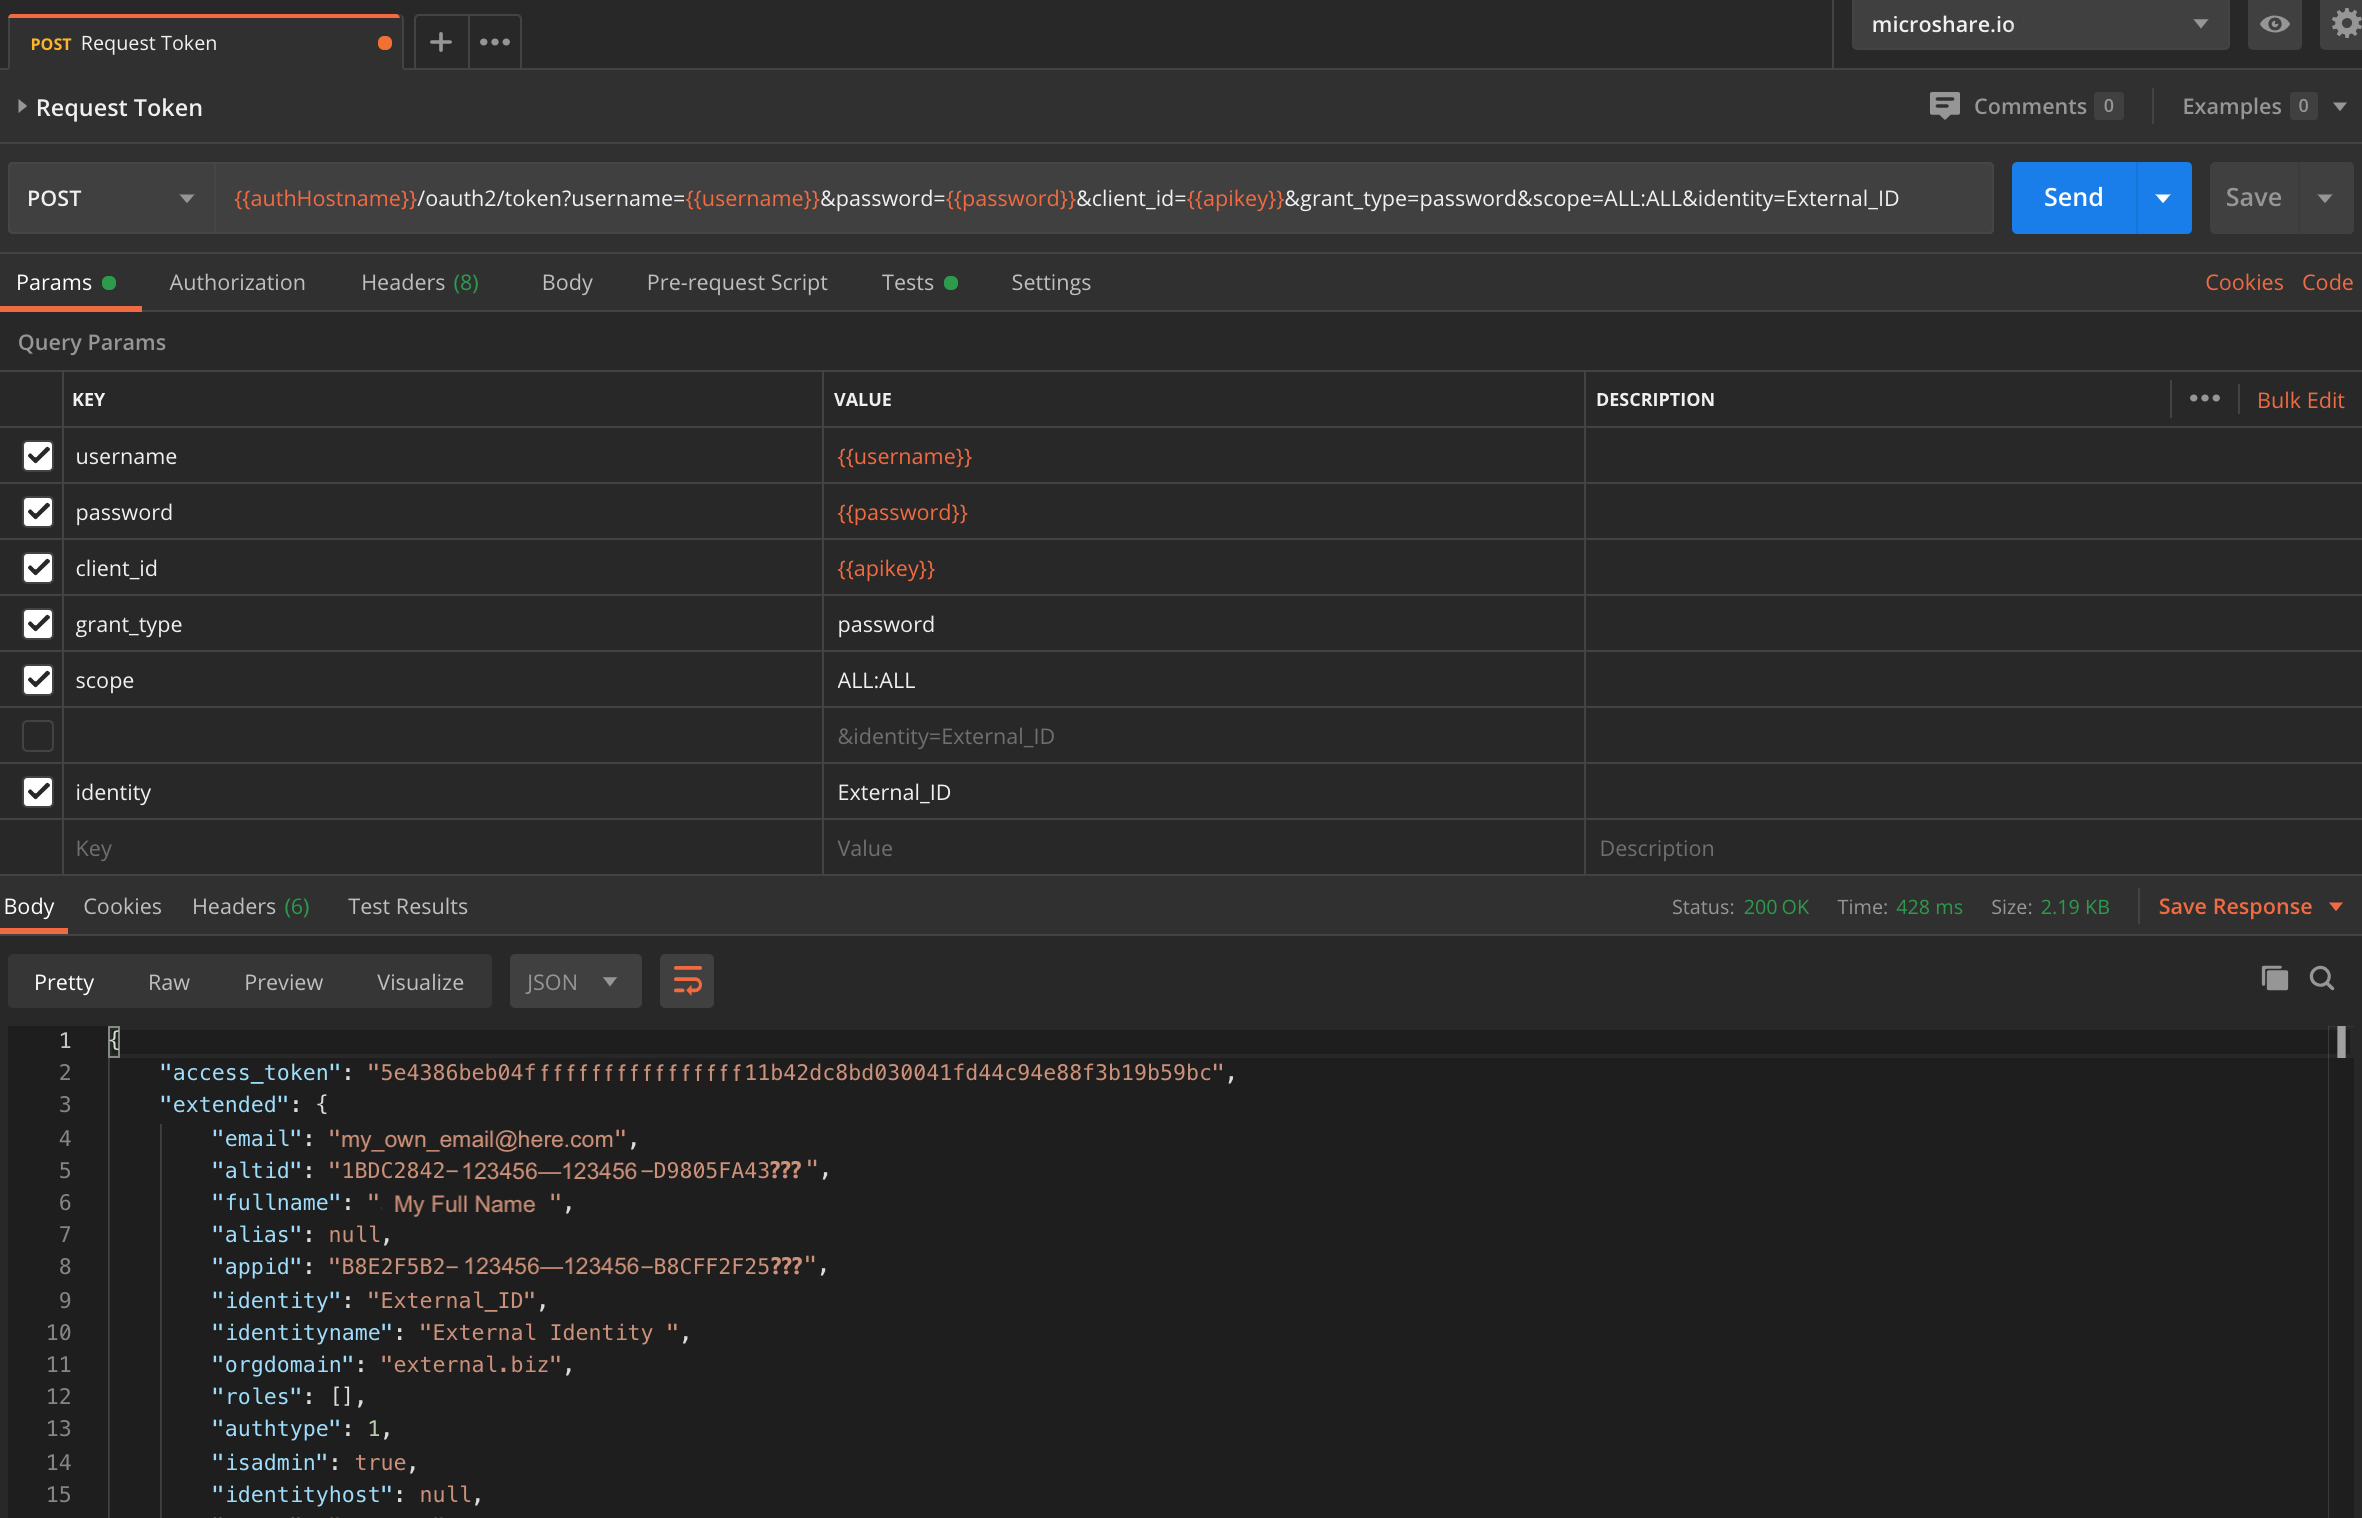 POST Request Token
microshare.io
Request Token
Comments 0
Examples 0
POST
{{authHostname}}/oauth2/token?username={{username}}&password={{password}}&client_id={{apikey}}&grant_type=password&scope=ALL:ALL&identity=External_ID
Send
Save
Params
Authorization
Headers (8)
Body
Pre-request Script
Tests
Settings
Cookies
Code
Query Params
KEY VALUE DESCRIPTION
Bulk Edit
username {{username}}
password {{password}}
client_id {{apikey}}
grant_type password
scope ALL:ALL
&identity=External_ID
identity External_ID
Key Value Description
Body
Cookies
Headers (6)
Test Results
Status: 200 OK
Time: 428 ms
Size: 2.19 KB
Save Response
Pretty
Raw
Preview
Visualize
JSON
1 {
2 "access_token": "5e4386beb04fffffffffffffffff11b42dc8bd030041fd44c94e88f3b19b59bc",
3 "extended": {
4 "email": "my_own_email@here.com",
5 "altid": "1BDC2842-123456—123456-D9805FA43???",
6 "fullname": " My Full Name ",
7 "alias": null,
8 "appid": "B8E2F5B2-123456—123456-B8CFF2F25???",
9 "identity": "External_ID",
10 "identityname": "External Identity ",
11 "orgdomain": "external.biz",
12 "roles": [],
13 "authtype": 1,
14 "isadmin": true,
15 "identityhost": null,